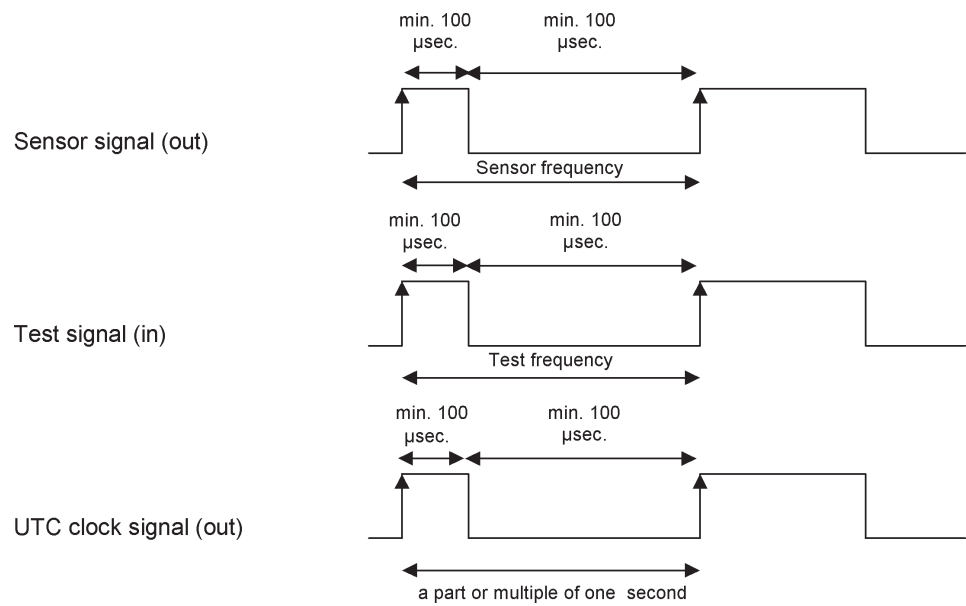 min. 100
µsec.
min. 100
µsec.
Sensor signal (out)
Sensor frequency
min. 100
µsec.
min. 100
µsec.
Test signal (in)
Test frequency
min. 100
µsec.
min. 100
µsec.
UTC clock signal (out)
a part or multiple of one second